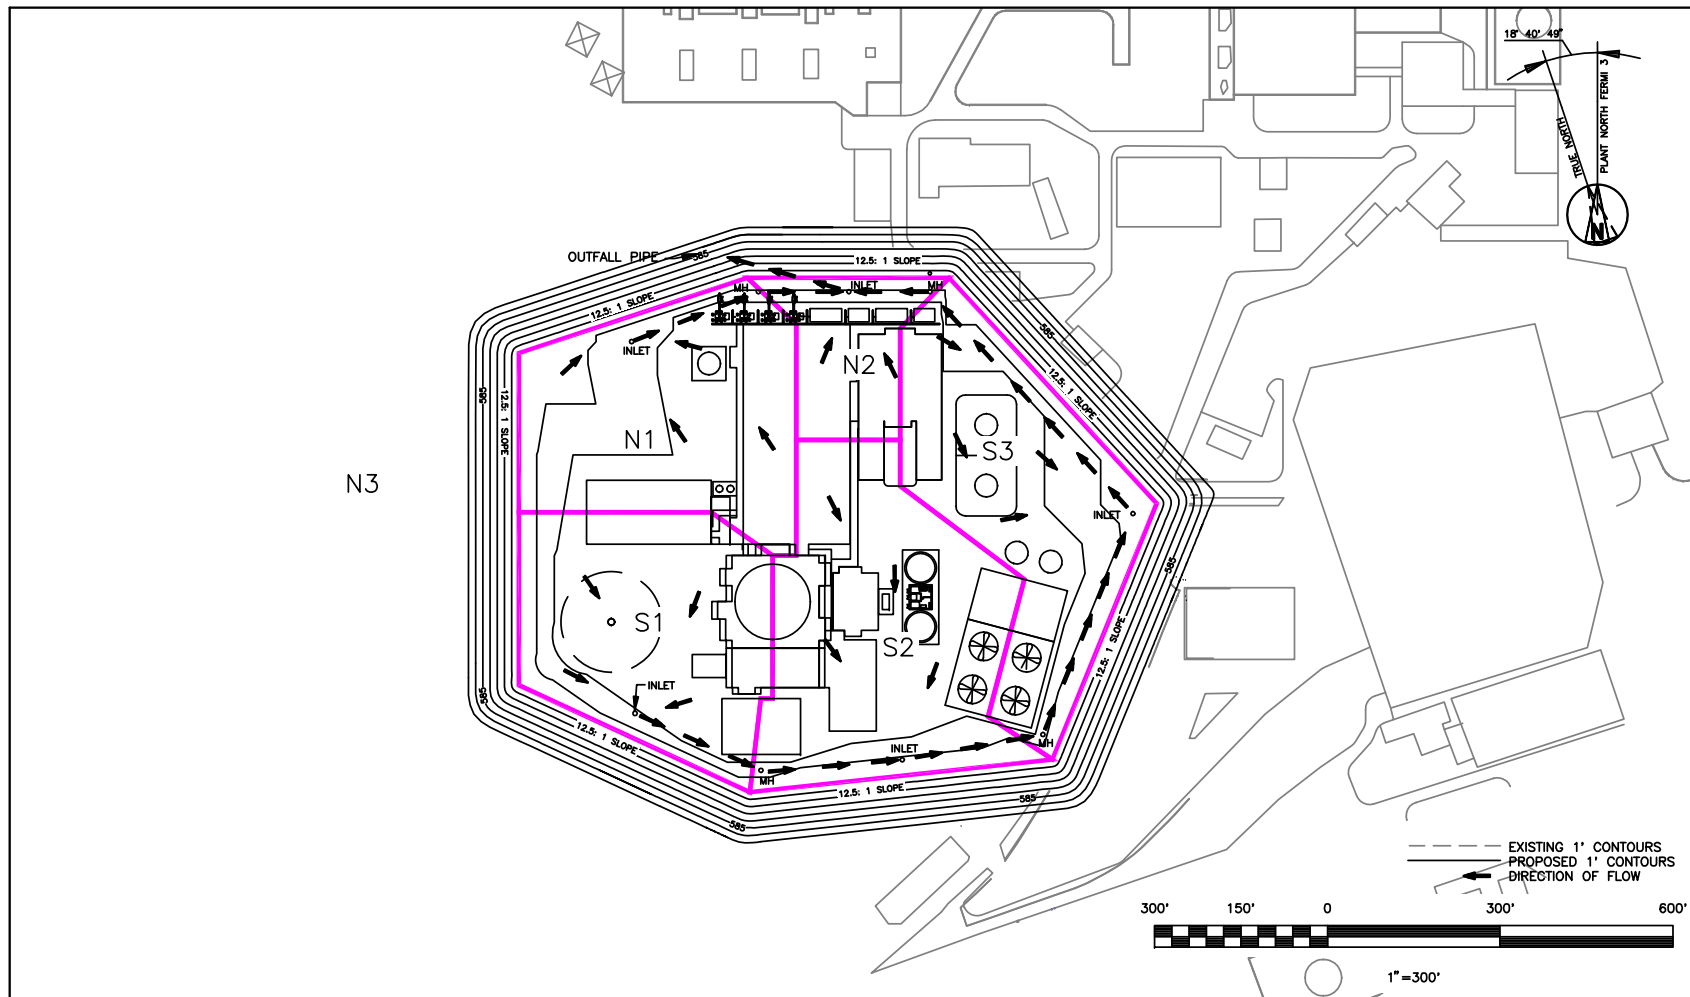 18° 40' 49"
TRUE NORTH
PLANT NORTH FERMI 3
N
OUTFALL PIPE
585
12.5: 1 SLOPE
12.5: 1 SLOPE
MH
INLET
MH
INLET
585
12.5: 1 SLOPE
N2
585
12.5: 1 SLOPE
N1
S3
N3
INLET
585
S1
S2
12.5: 1 SLOPE
INLET
585
12.5: 1 SLOPE
MH
INLET
MH
12.5: 1 SLOPE
585
585
EXISTING 1' CONTOURS
PROPOSED 1' CONTOURS
DIRECTION OF FLOW
300' 150' 0 300' 600'
1"=300'